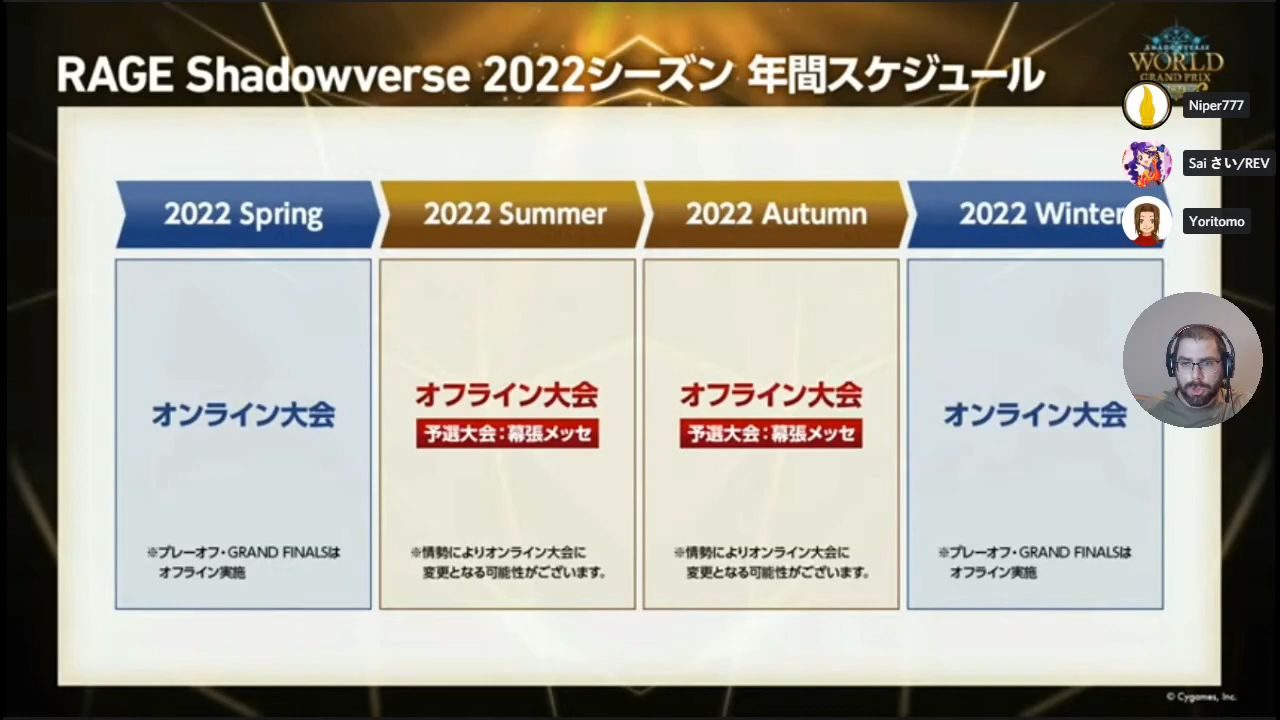 RAGE Shadowverse 2022シーズン 年間スケジュール
SHADOWVERSE
WORLD
GRAND PRIX
Niper777
Sai さい/REV
Yoritomo
2022 Spring
2022 Summer
2022 Autumn
2022 Winter
オンライン大会
※プレーオフ・GRAND FINALSは
オフライン実施
オフライン大会
予選大会:幕張メッセ
※情勢によりオンライン大会に
変更となる可能性がございます。
オフライン大会
予選大会:幕張メッセ
※情勢によりオンライン大会に
変更となる可能性がございます。
オンライン大会
※プレーオフ・GRAND FINALSは
オフライン実施
© Cygames, Inc.